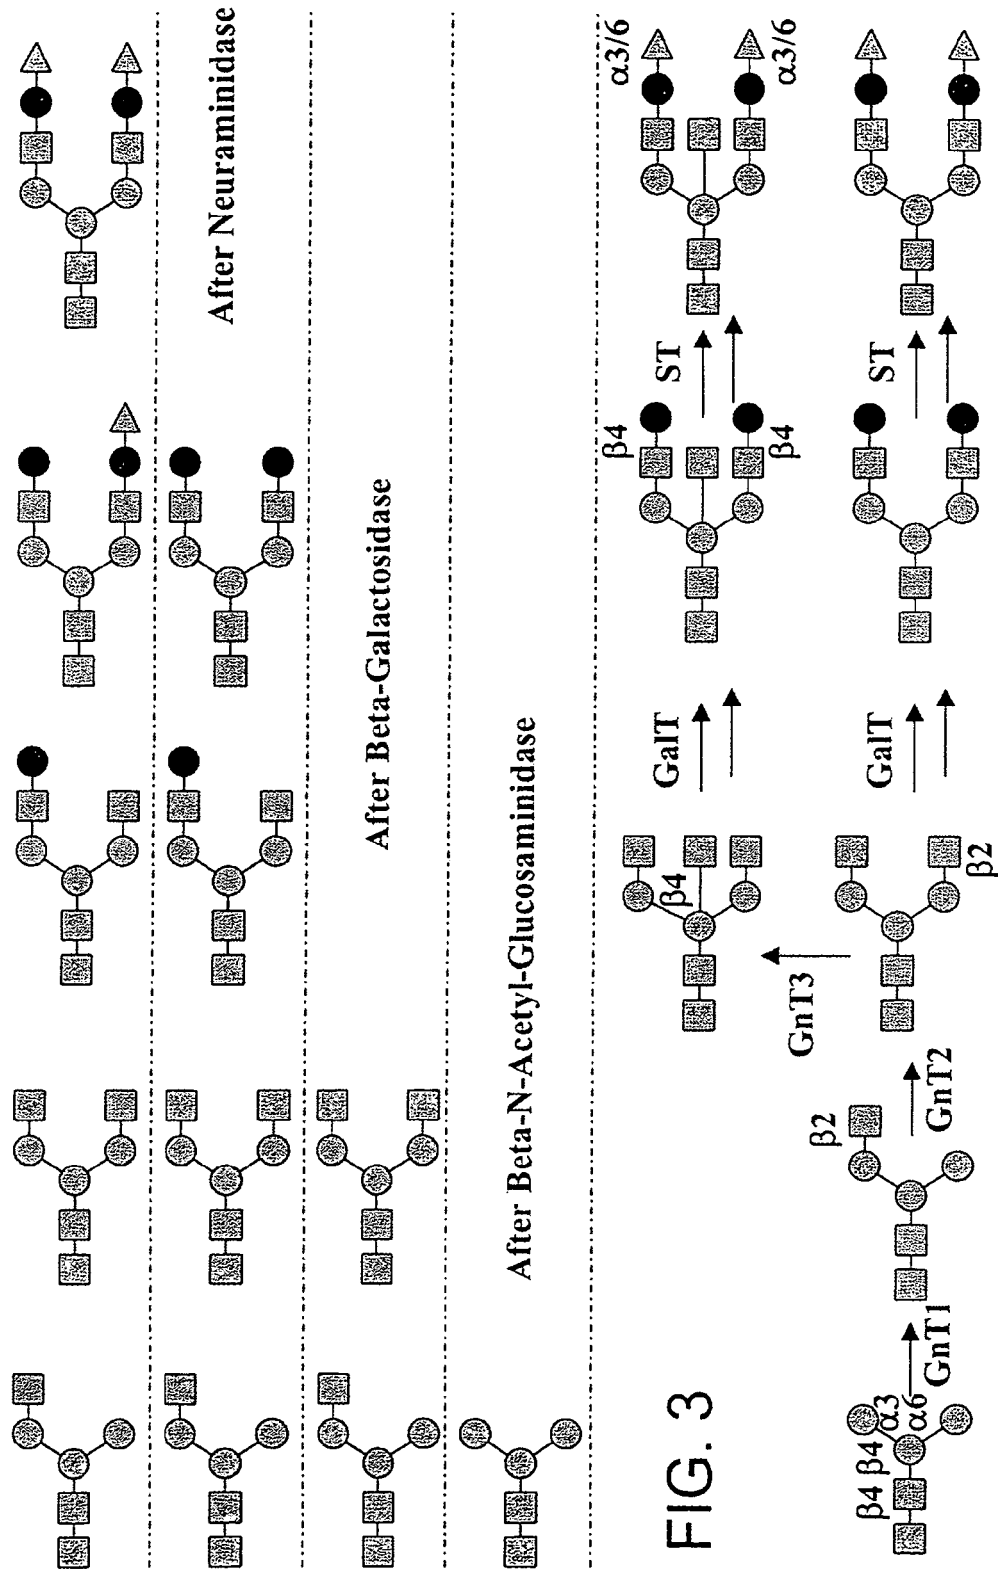 After Neuraminidase
After Beta-Galactosidase
After Beta-N-Acetyl-Glucosaminidase
FIG. 3
β4 β4 α3
α6
GnT1
β2
GnT2
β2
GnT3
β4
GalT
GalT
β4
β4
ST
ST
α3/6
α3/6